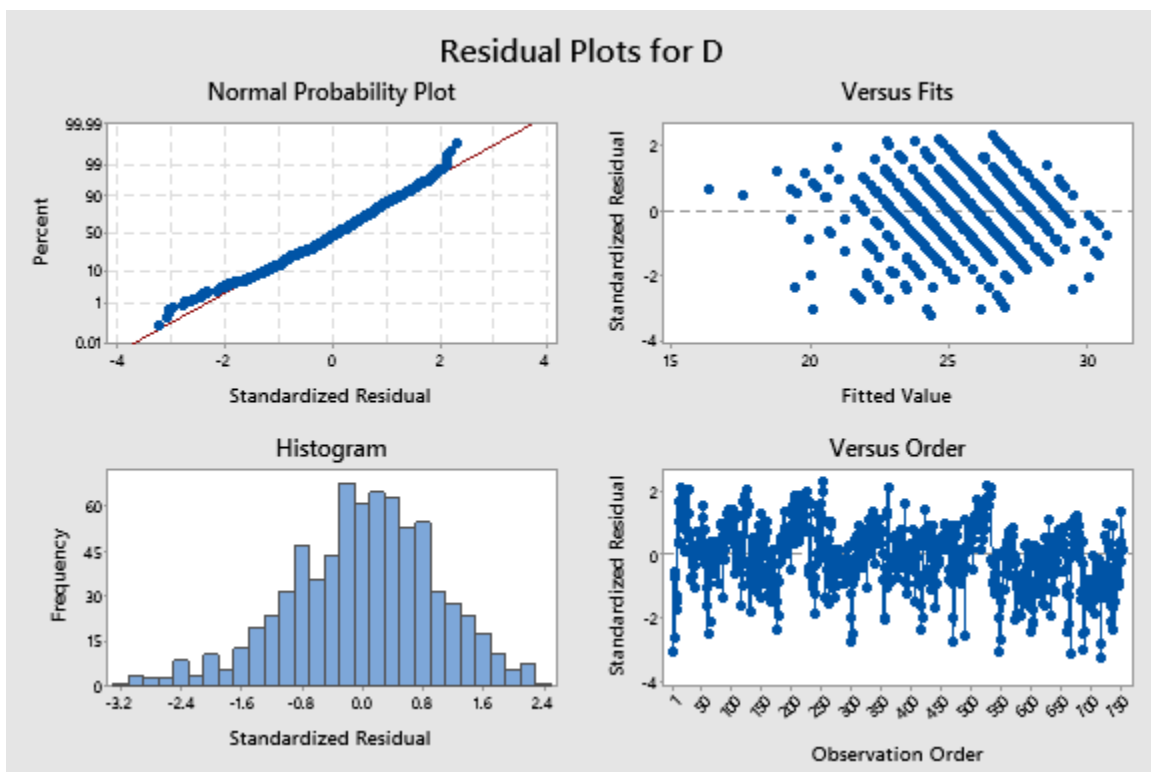 Residual Plots for D
Normal Probability Plot
99.99
99
90
50
10
1
0.01
Percent
-4 -2 0 2 4
Standardized Residual
Versus Fits
2
0
-2
-4
Standardized Residual
15 20 25 30
Fitted Value
Histogram
60
45
30
15
0
Frequency
-3.2 -2.4 -1.6 -0.8 0.0 0.8 1.6 2.4
Standardized Residual
Versus Order
2
0
-2
-4
Standardized Residual
1 50 100 150 200 250 300 350 400 450 500 550 600 650 700 750
Observation Order